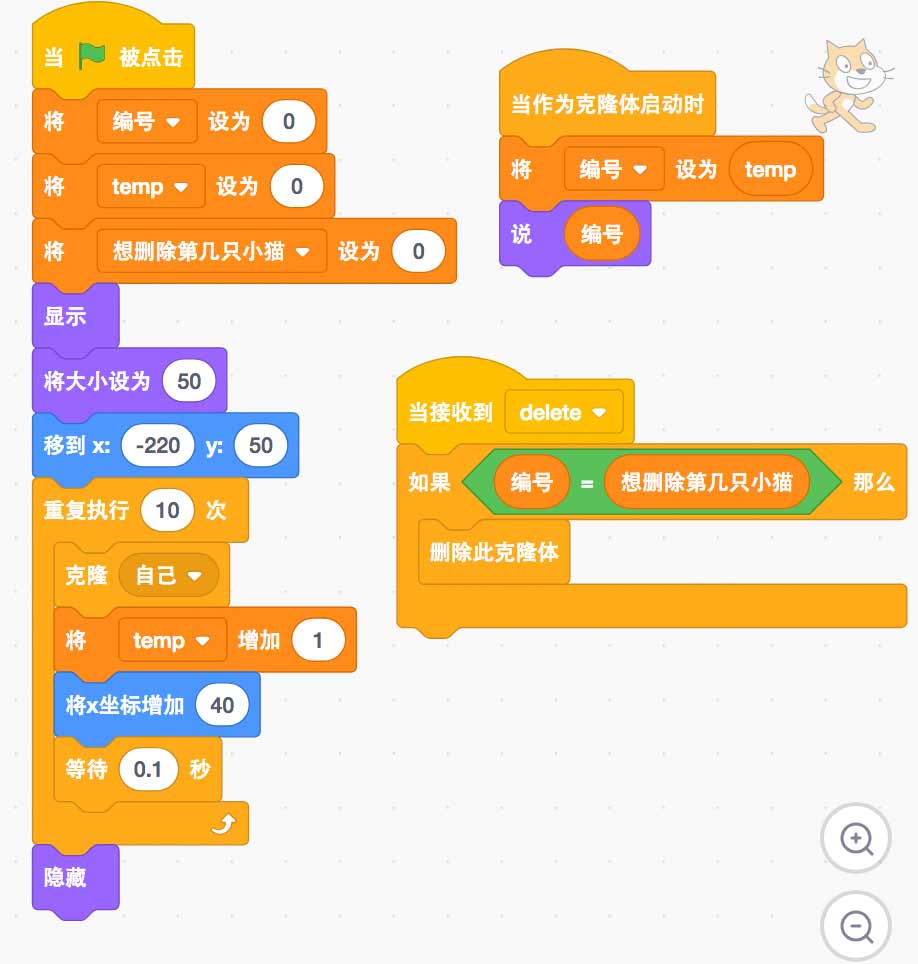 当 被点击
将 编号 设为 0
将 temp 设为 0
将 想删除第几只小猫 设为 0
显示
将大小设为 50
移到 x: -220 y: 50
重复执行 10 次
克隆 自己
将 temp 增加 1
将x坐标增加 40
等待 0.1 秒
隐藏
当作为克隆体启动时
将 编号 设为 temp
说 编号
当接收到 delete
如果 编号 = 想删除第几只小猫 那么
删除此克隆体